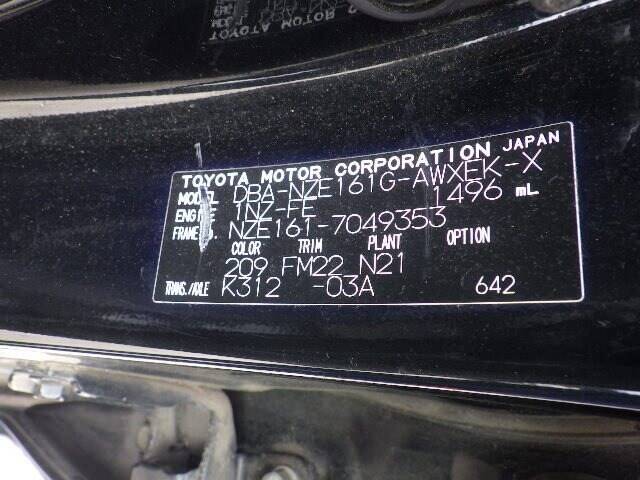 TOYOTA MOTOR CORPORATION JAPAN
MODEL DBA-NZE161G-AWXEK-X
ENGINE 1NZ-FE 1496 mL
FRAME NZE161-7049353
COLOR TRIM PLANT OPTION
209 FM22 N21
TRANS./AXLE K312 -03A 642